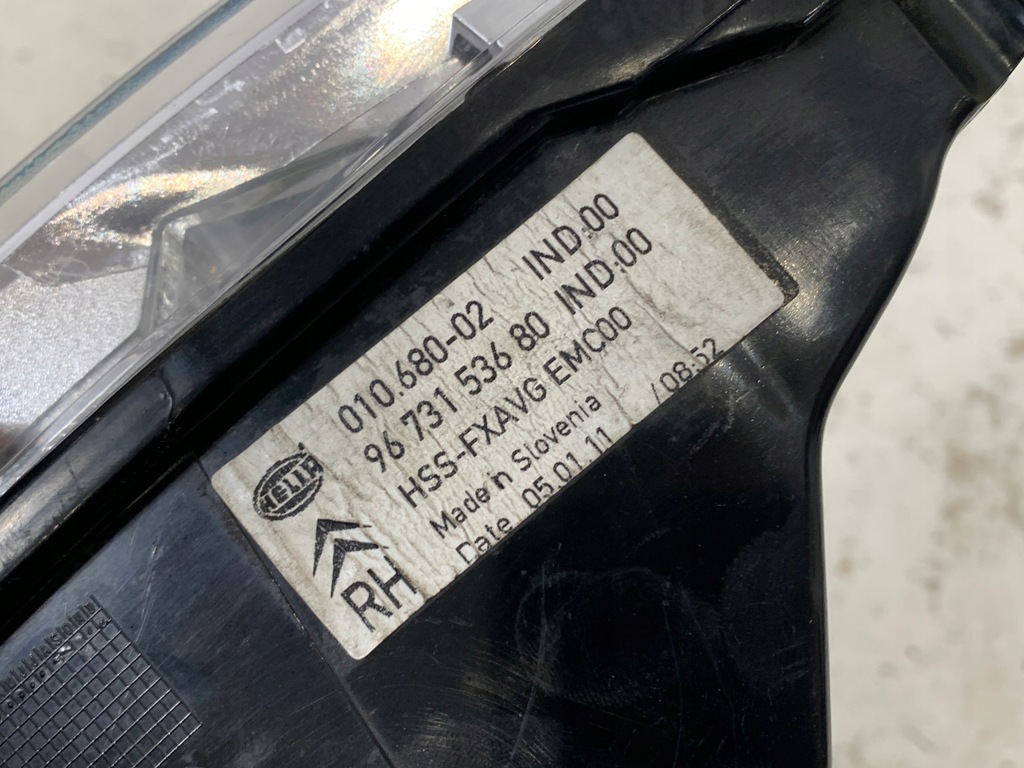 HELLA
RH
010.680-02 IND:00
96 731 536 80 IND:00
HSS-FXAVG EMC00
Made in Slovenia
Date 05.01.11 /08:52